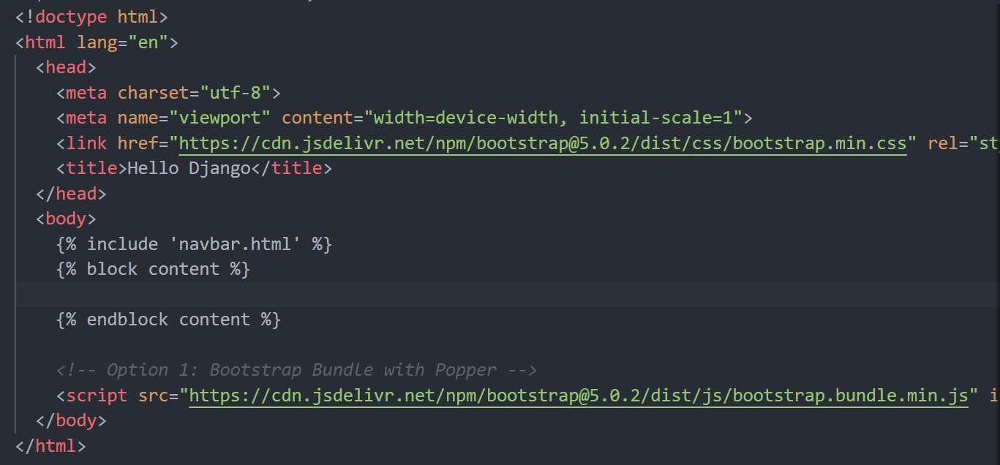 <!doctype html>
<html lang="en">
<head>
<meta charset="utf-8">
<meta name="viewport" content="width=device-width, initial-scale=1">
<link href="https://cdn.jsdelivr.net/npm/bootstrap@5.0.2/dist/css/bootstrap.min.css" rel="st
<title>Hello Django</title>
</head>
<body>
{% include 'navbar.html' %}
{% block content %}
{% endblock content %}
<!-- Option 1: Bootstrap Bundle with Popper -->
<script src="https://cdn.jsdelivr.net/npm/bootstrap@5.0.2/dist/js/bootstrap.bundle.min.js" i
</body>
</html>